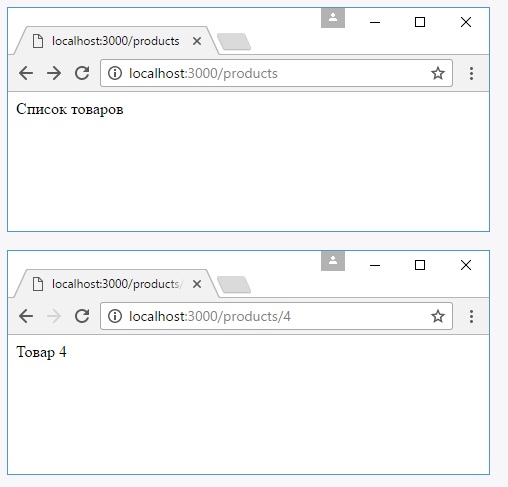 localhost:3000/products
localhost:3000/products
Список товаров
localhost:3000/products/
localhost:3000/products/4
Товар 4